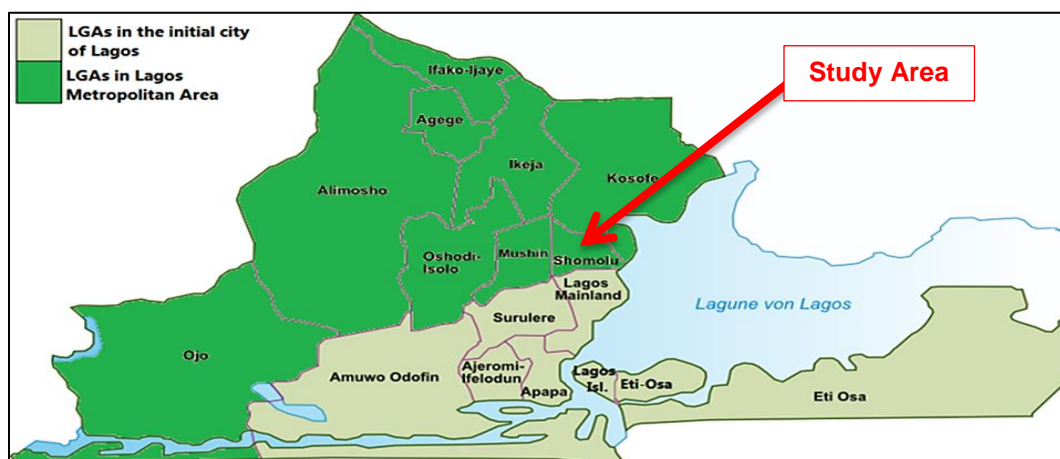 LGAs in the initial city
of Lagos
LGAs in Lagos
Metropolitan Area
Study Area
Ifako-Ijaye
Agege
Ikeja
Kosofe
Alimosho
Oshodi-
Isolo
Mushin
Shomolu
Lagos
Mainland
Surulere
Lagune von Lagos
Ojo
Amuwo Odofin
Ajeromi-
Ifelodun
Apapa
Lagos
Isl.
Eti-Osa
Eti Osa